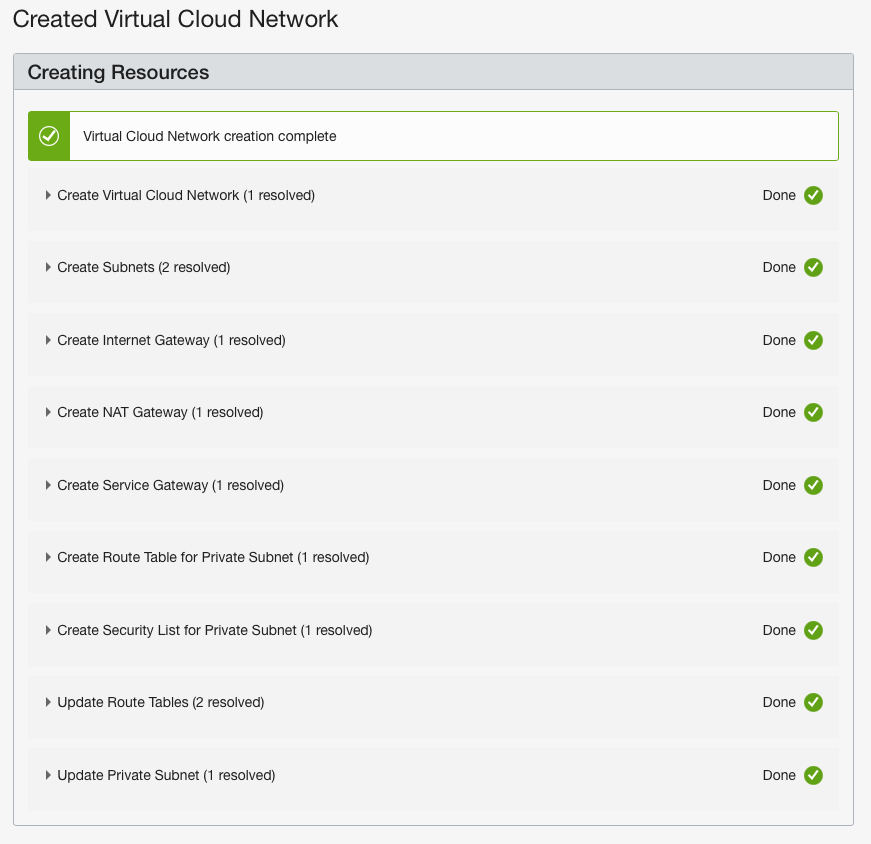 Created Virtual Cloud Network
Creating Resources
Virtual Cloud Network creation complete
Create Virtual Cloud Network (1 resolved) Done
Create Subnets (2 resolved) Done
Create Internet Gateway (1 resolved) Done
Create NAT Gateway (1 resolved) Done
Create Service Gateway (1 resolved) Done
Create Route Table for Private Subnet (1 resolved) Done
Create Security List for Private Subnet (1 resolved) Done
Update Route Tables (2 resolved) Done
Update Private Subnet (1 resolved) Done